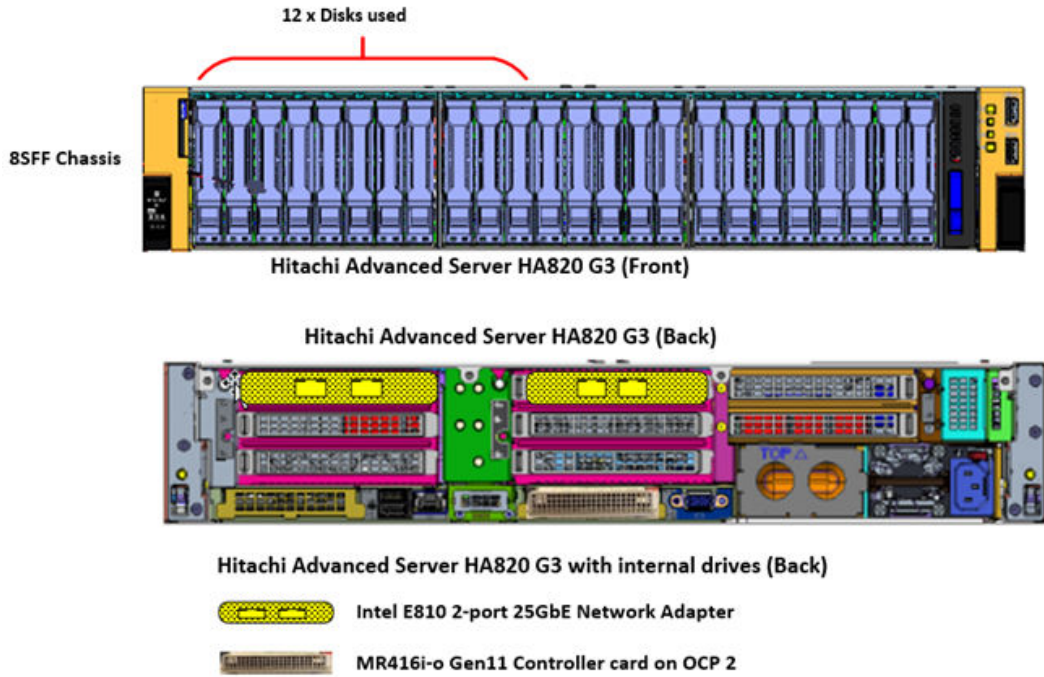 12 x Disks used
8SFF Chassis
Hitachi Advanced Server HA820 G3 (Front)
Hitachi Advanced Server HA820 G3 (Back)
TOP
Hitachi Advanced Server HA820 G3 with internal drives (Back)
Intel E810 2-port 25GbE Network Adapter
MR416i-o Gen11 Controller card on OCP 2